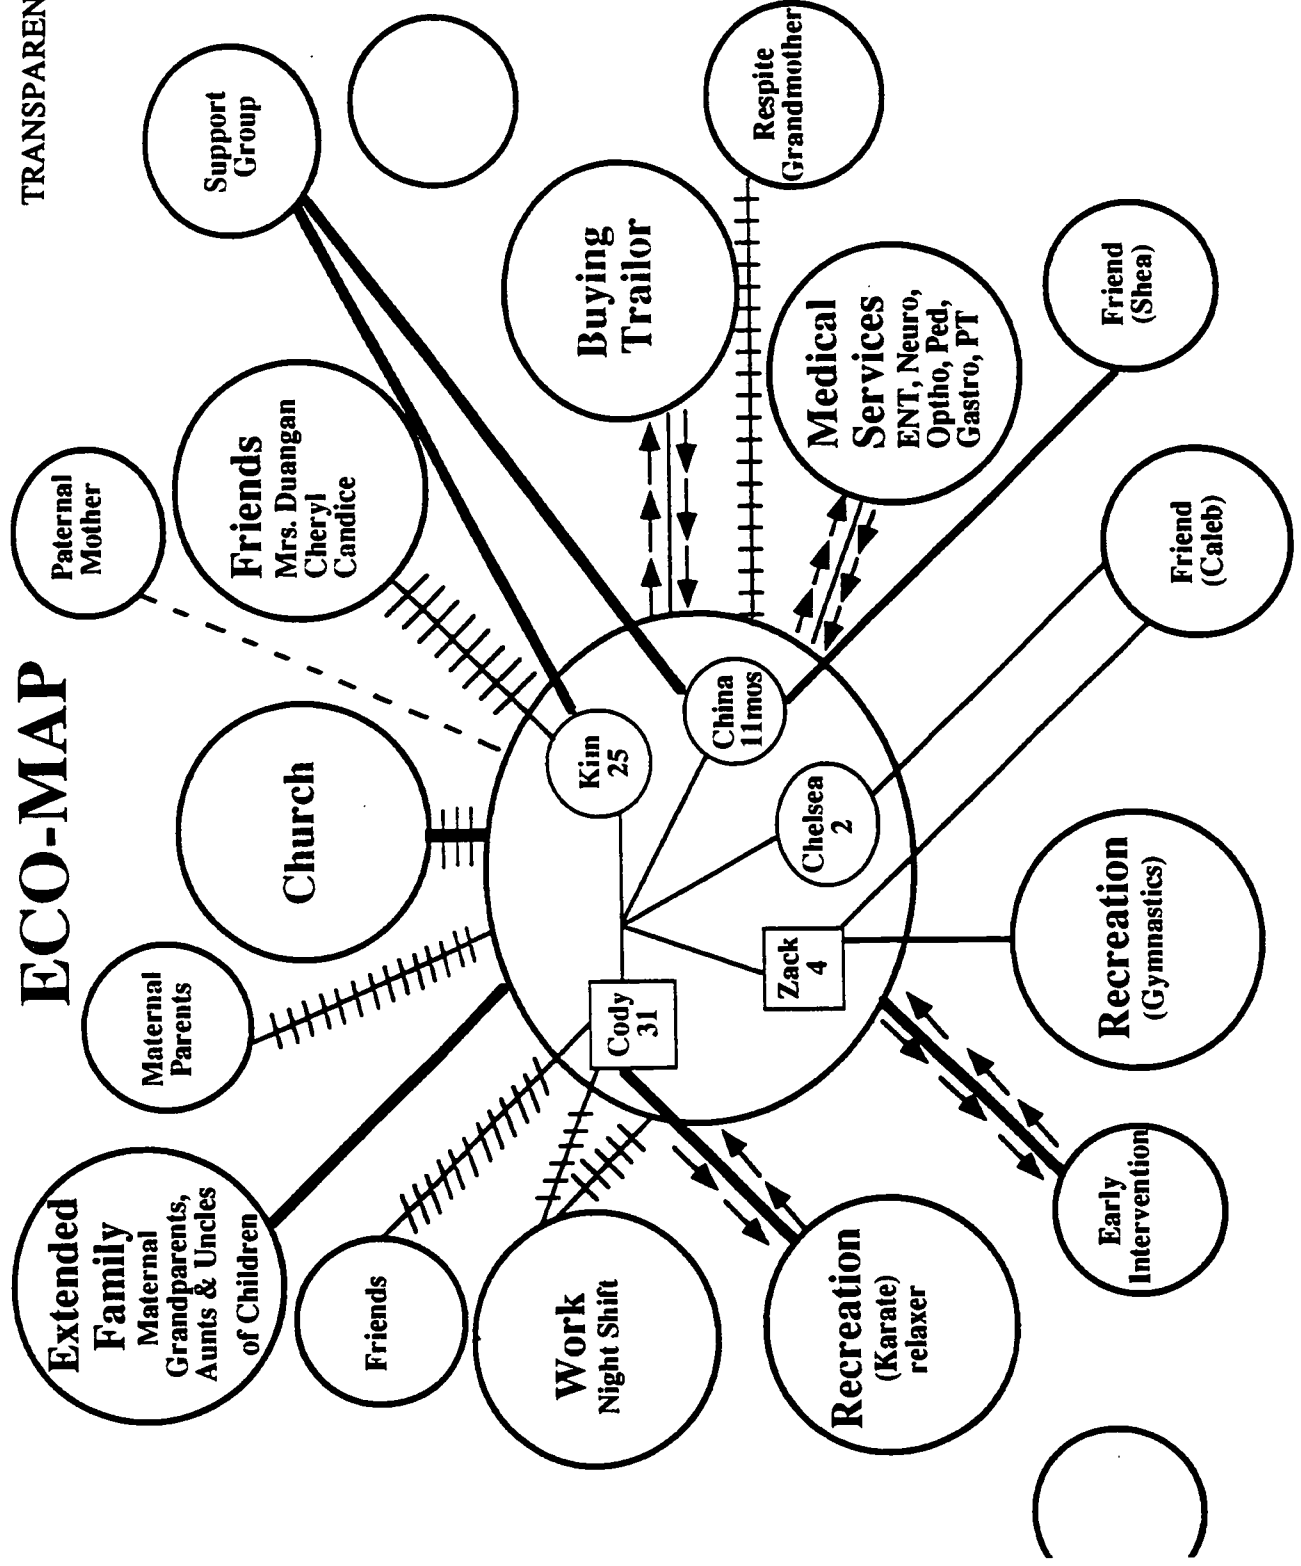 TRANSPAREN
ECO-MAP
Extended
Family
Maternal
Grandparents,
Aunts & Uncles
of Children
Maternal
Parents
Church
Paternal
Mother
Friends
Mrs. Duangan
Cheryl
Candice
Support
Group
Friends
Work
Night Shift
Cody
31
Kim
25
China
11mos
Chelsea
2
Zack
4
Buying
Trailor
Respite
Grandmother
Medical
Services
ENT, Neuro,
Optho, Ped,
Gastro, PT
Recreation
(Karate)
relaxer
Early
Intervention
Recreation
(Gymnastics)
Friend
(Caleb)
Friend
(Shea)